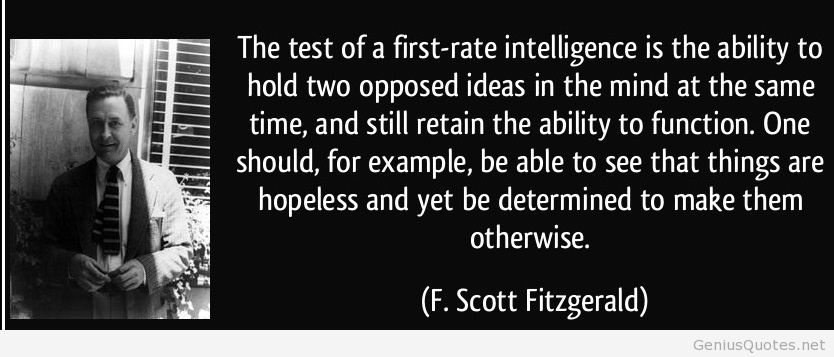 The test of a first-rate intelligence is the ability to
hold two opposed ideas in the mind at the same
time, and still retain the ability to function. One
should, for example, be able to see that things are
hopeless and yet be determined to make them
otherwise.
(F. Scott Fitzgerald)
GeniusQuotes.net